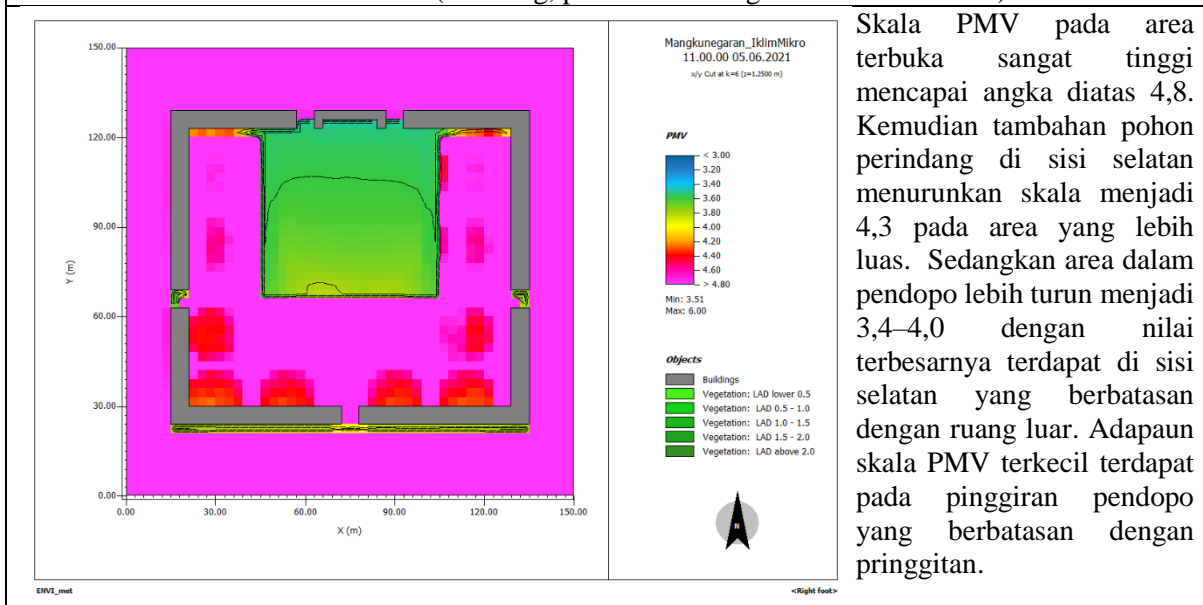 Mangkunegaran_IklimMikro
11.00.00 05.06.2021
x/y Cut at k=6 (z=1.2500 m)
150.00
120.00
90.00
60.00
30.00
0.00
Y (m)
0.00 30.00 60.00 90.00 120.00 150.00
X (m)
PMV
< 3.00
3.20
3.40
3.60
3.80
4.00
4.20
4.40
4.60
> 4.80
Min: 3.51
Max: 6.00
Objects
Buildings
Vegetation: LAD lower 0.5
Vegetation: LAD 0.5 - 1.0
Vegetation: LAD 1.0 - 1.5
Vegetation: LAD 1.5 - 2.0
Vegetation: LAD above 2.0
N
ENVI_met
<Right foot>
Skala PMV pada area
terbuka sangat tinggi
mencapai angka diatas 4,8.
Kemudian tambahan pohon
perindang di sisi selatan
menurunkan skala menjadi
4,3 pada area yang lebih
luas. Sedangkan area dalam
pendopo lebih turun menjadi
3,4–4,0 dengan nilai
terbesarnya terdapat di sisi
selatan yang berbatasan
dengan ruang luar. Adapaun
skala PMV terkecil terdapat
pada pinggiran pendopo
yang berbatasan dengan
pringgitan.